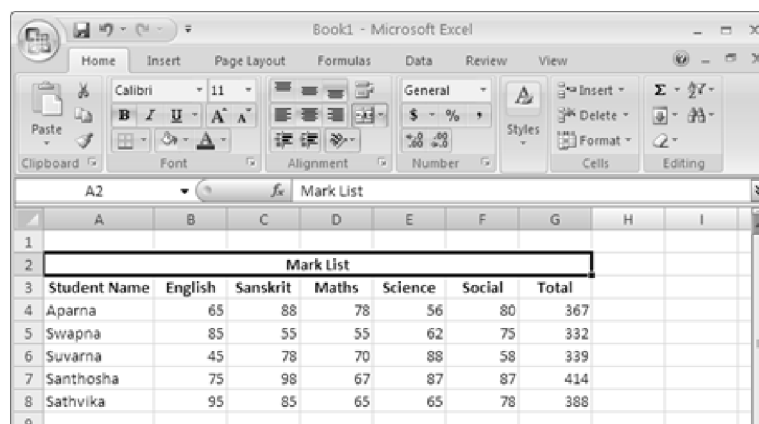 Book1 - Microsoft Excel
Home Insert Page Layout Formulas Data Review View
Paste
Clipboard
Calibri 11
B I U A A
A
Font
Alignment
General
$ % ,
Number
Styles
Insert
Delete
Format
Cells
Σ
Editing
A2 fx Mark List
A B C D E F G H I
1
2 Mark List
3 Student Name English Sanskrit Maths Science Social Total
4 Aparna 65 88 78 56 80 367
5 Swapna 85 55 55 62 75 332
6 Suvarna 45 78 70 88 58 339
7 Santhosha 75 98 67 87 87 414
8 Sathvika 95 85 65 65 78 388